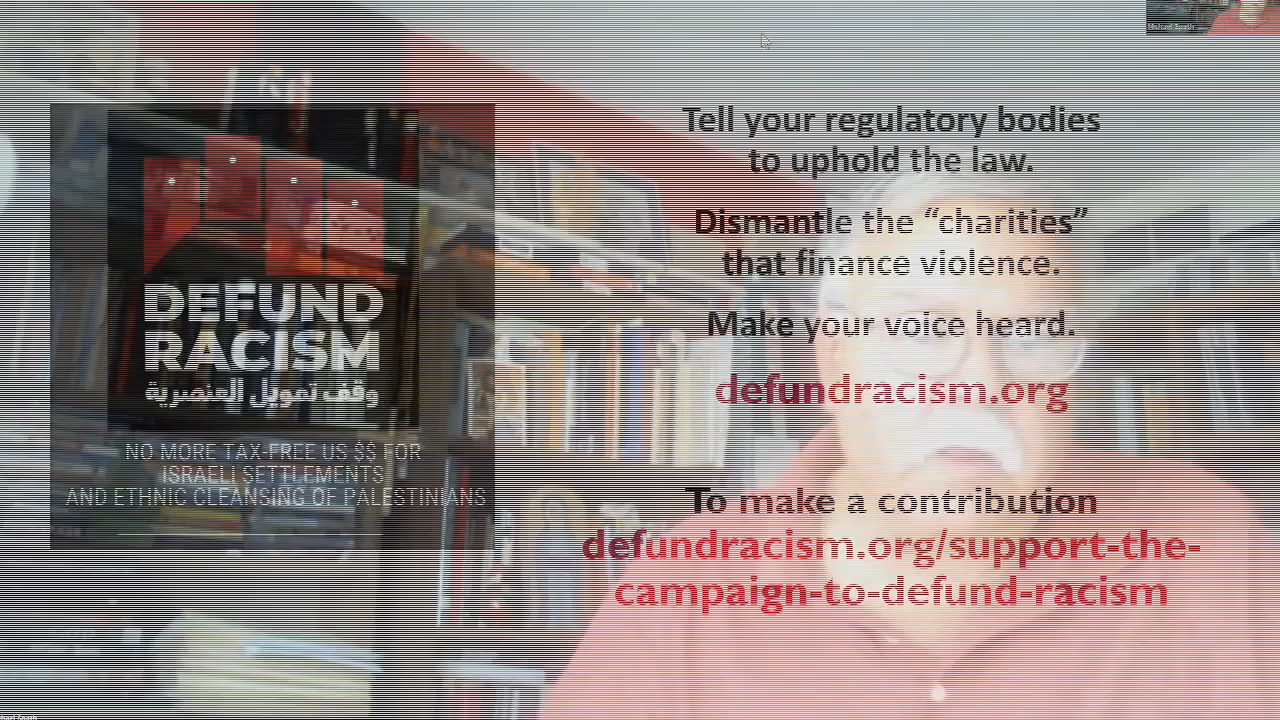 Michael Spath
Tell your regulatory bodies
to uphold the law.
Dismantle the “charities”
that finance violence.
Make your voice heard.
defundracism.org
To make a contribution
defundracism.org/support-the-
campaign-to-defund-racism
DEFUND
RACISM
وقف تمويل العنصرية
NO MORE TAX-FREE US $$ FOR
ISRAELI SETTLEMENTS
AND ETHNIC CLEANSING OF PALESTINIANS